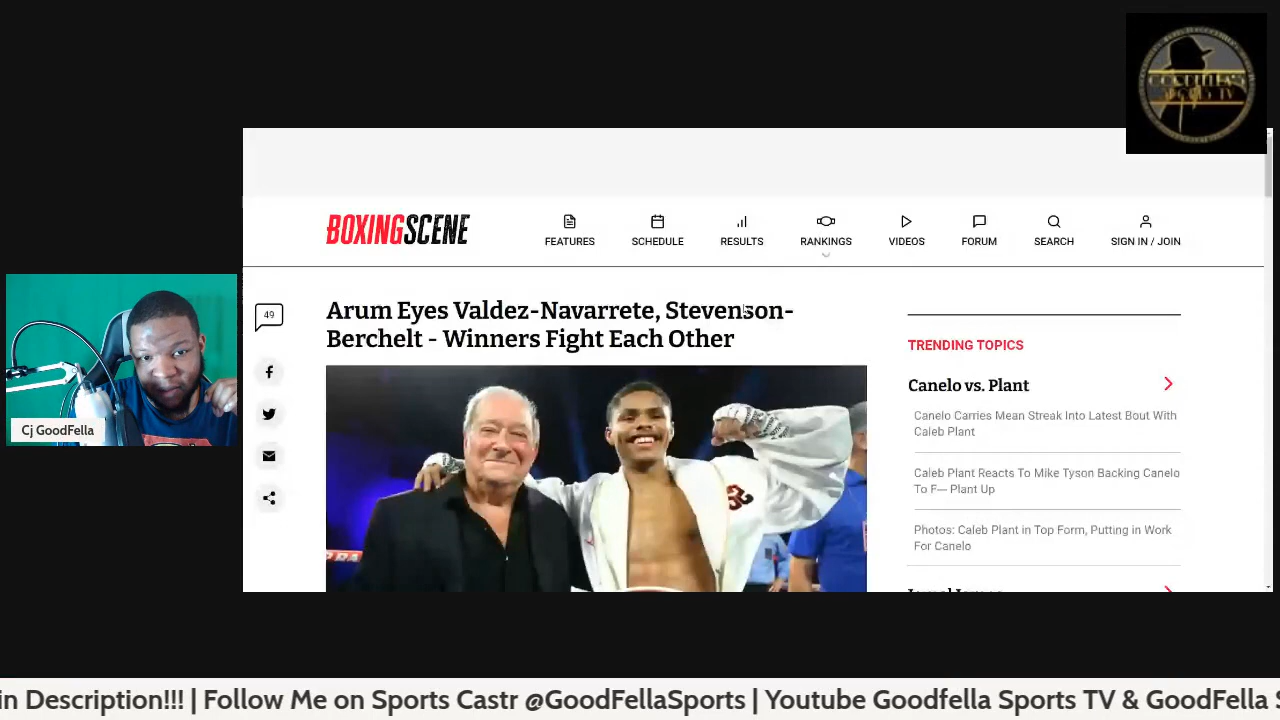 GOODFELLA'S
SPORTS TV
BOXINGSCENE
FEATURES
SCHEDULE
RESULTS
RANKINGS
VIDEOS
FORUM
SEARCH
SIGN IN / JOIN
49
Arum Eyes Valdez-Navarrete, Stevenson-
Berchelt - Winners Fight Each Other
TRENDING TOPICS
Canelo vs. Plant
Canelo Carries Mean Streak Into Latest Bout With
Caleb Plant
Caleb Plant Reacts To Mike Tyson Backing Canelo
To F— Plant Up
Photos: Caleb Plant in Top Form, Putting in Work
For Canelo
Cj GoodFella
in Description!!! | Follow Me on Sports Castr @GoodFellaSports | Youtube Goodfella Sports TV & GoodFella S